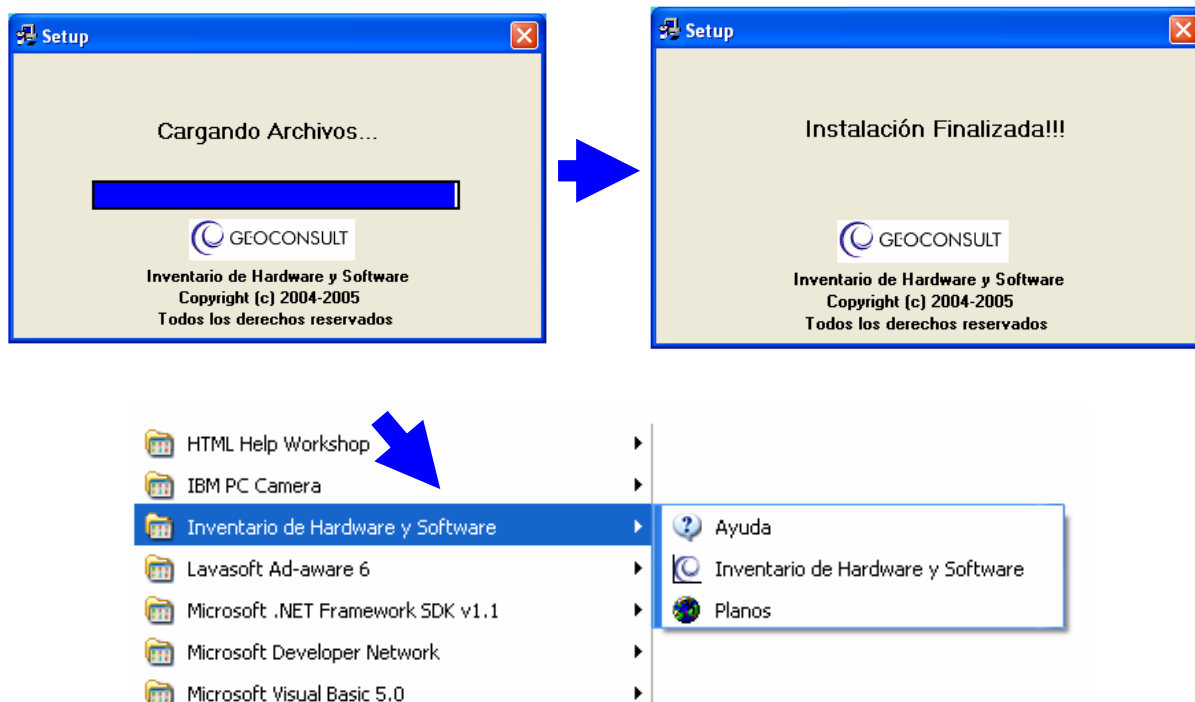 Setup
Cargando Archivos...
GEOCONSULT
Inventario de Hardware y Software
Copyright (c) 2004-2005
Todos los derechos reservados
Setup
Instalación Finalizada!!!
GEOCONSULT
Inventario de Hardware y Software
Copyright (c) 2004-2005
Todos los derechos reservados
HTML Help Workshop
IBM PC Camera
Inventario de Hardware y Software
Lavasoft Ad-aware 6
Microsoft .NET Framework SDK v1.1
Microsoft Developer Network
Microsoft Visual Basic 5.0
Ayuda
Inventario de Hardware y Software
Planos